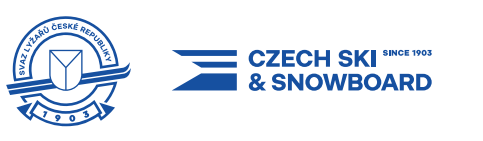 SVAZ LYŽAŘŮ ČESKÉ REPUBLIKY
1903
CZECH SKI SINCE 1903
& SNOWBOARD